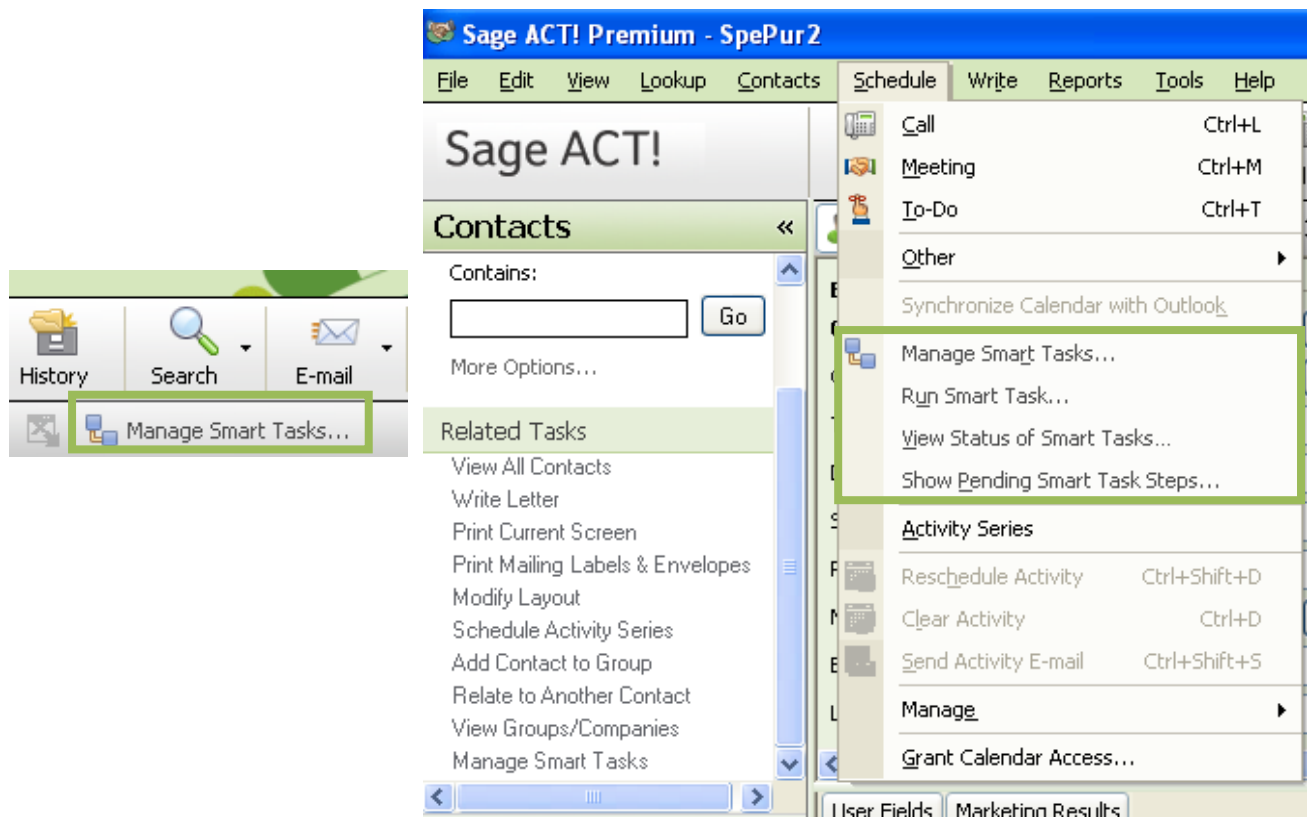 History Search E-mail
Manage Smart Tasks...
Sage ACT! Premium - SpePur2
File Edit View Lookup Contacts Schedule Write Reports Tools Help
Sage ACT!
Contacts «
Contains:
Go
More Options...
Related Tasks
View All Contacts
Write Letter
Print Current Screen
Print Mailing Labels & Envelopes
Modify Layout
Schedule Activity Series
Add Contact to Group
Relate to Another Contact
View Groups/Companies
Manage Smart Tasks
Call Ctrl+L
Meeting Ctrl+M
To-Do Ctrl+T
Other
Synchronize Calendar with Outlook
Manage Smart Tasks...
Run Smart Task...
View Status of Smart Tasks...
Show Pending Smart Task Steps...
Activity Series
Reschedule Activity Ctrl+Shift+D
Clear Activity Ctrl+D
Send Activity E-mail Ctrl+Shift+S
Manage
Grant Calendar Access...
User Fields Marketing Results